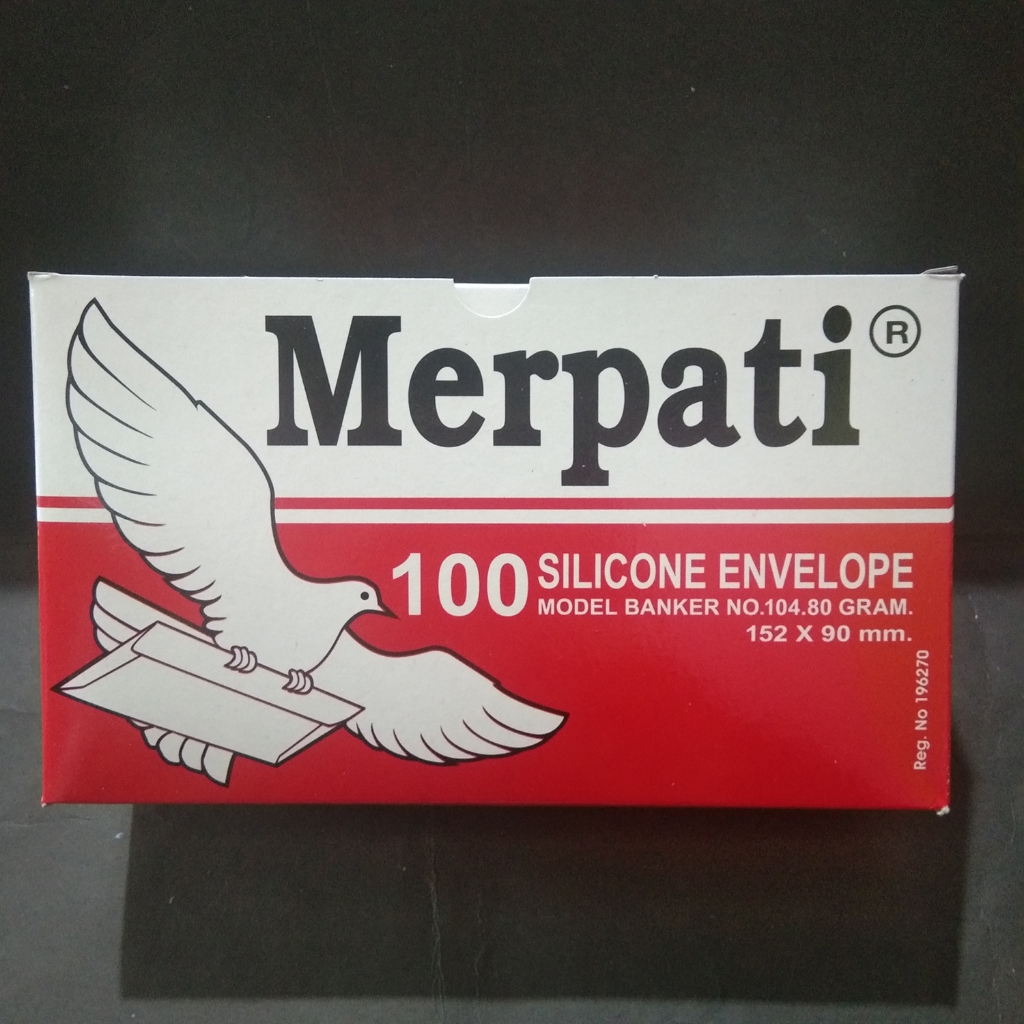 Merpati®
100 SILICONE ENVELOPE
MODEL BANKER NO.104.80 GRAM.
152 X 90 mm.
Reg. No 196270